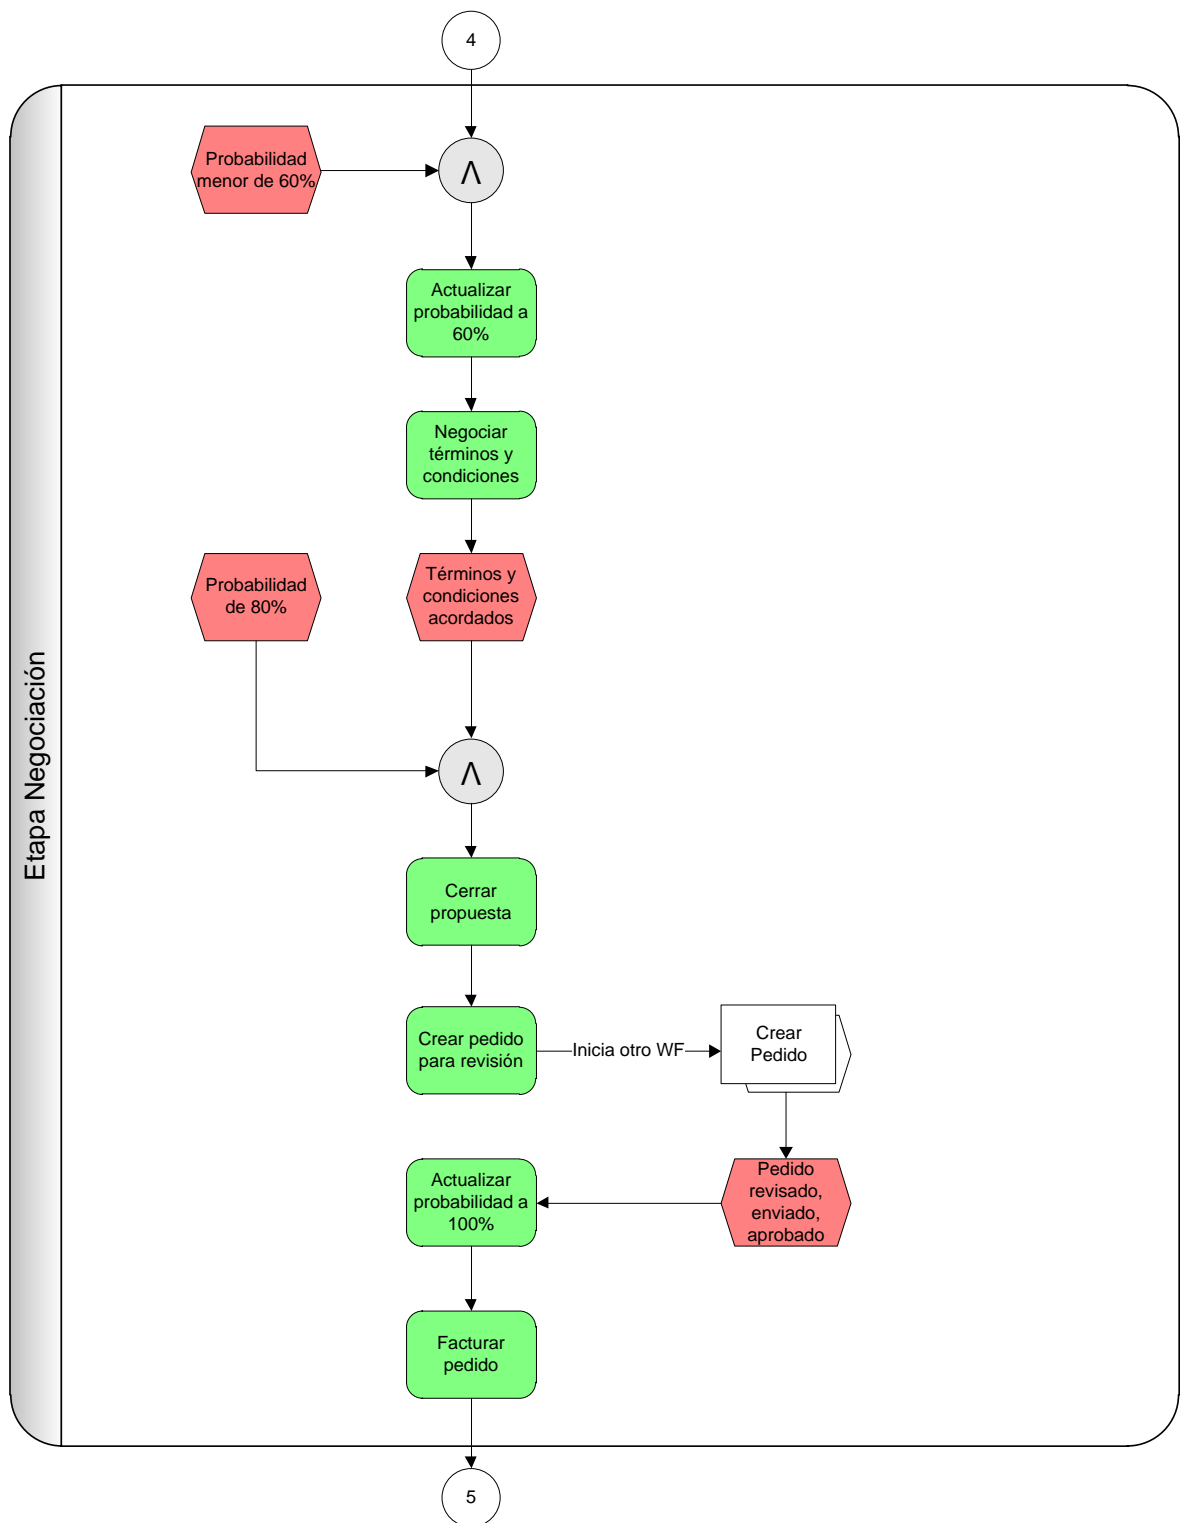 4
Probabilidad
menor de 60%
Λ
Actualizar
probabilidad a
60%
Negociar
términos y
condiciones
Probabilidad
de 80%
Términos y
condiciones
acordados
Etapa Negociación
Λ
Cerrar
propuesta
Crear pedido
para revisión
Inicia otro WF
Crear
Pedido
Actualizar
probabilidad a
100%
Pedido
revisado,
enviado,
aprobado
Facturar
pedido
5